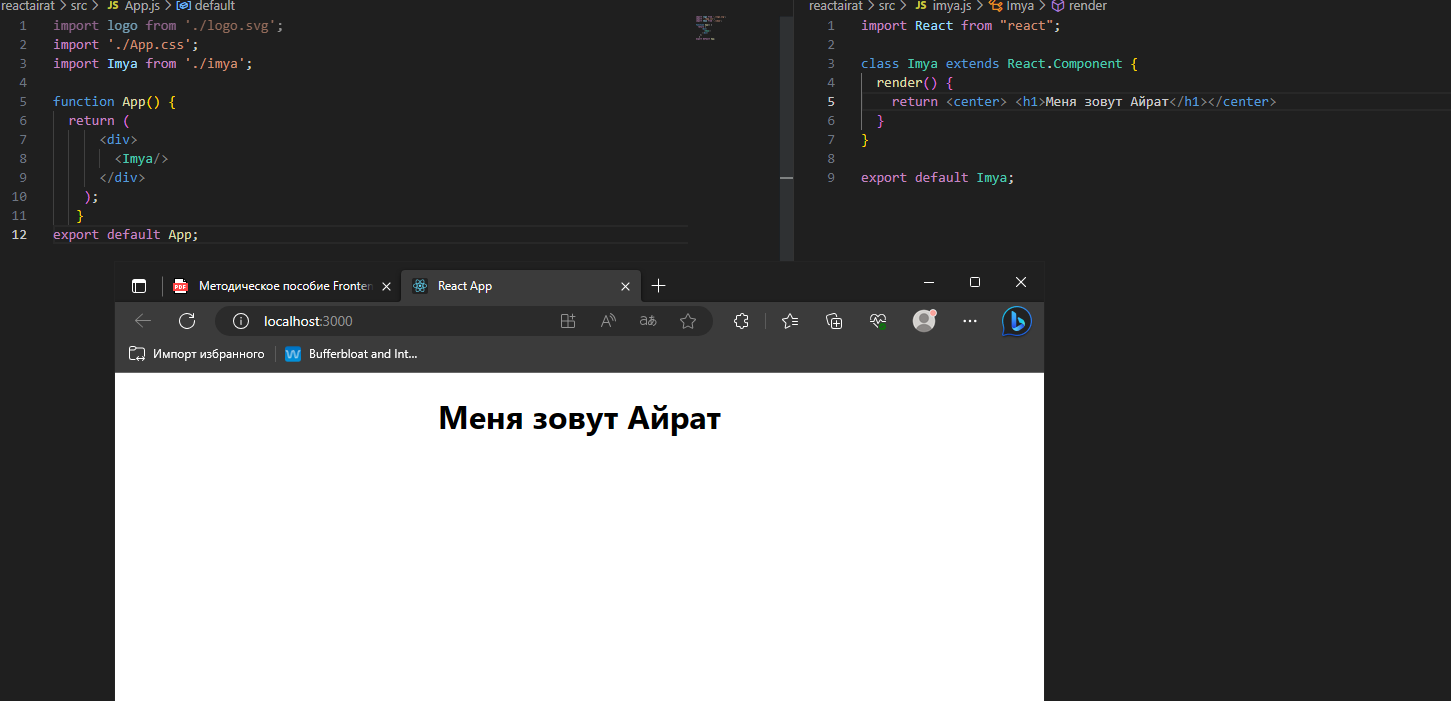 reactairat > src > JS App.js > default
1 import logo from './logo.svg';
2 import './App.css';
3 import Imya from './imya';
4
5 function App() {
6 return (
7 <div>
8 <Imya/>
9 </div>
10 );
11 }
12 export default App;
reactairat > src > JS imya.js > Imya > render
1 import React from "react";
2
3 class Imya extends React.Component {
4 render() {
5 return <center> <h1>Меня зовут Айрат</h1></center>
6 }
7 }
8
9 export default Imya;
PDF Методическое пособие Fronten
React App
localhost:3000
Импорт избранного
W Bufferbloat and Int...
Меня зовут Айрат